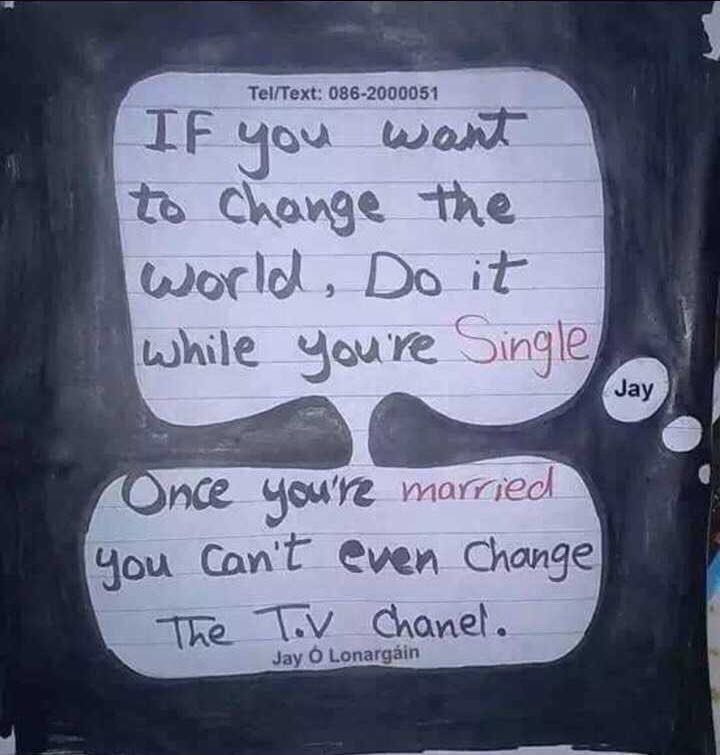 Tel/Text: 086-2000051
IF you want
to Change the
world, Do it
while you're Single
Jay
Once you're married
you Can't even Change
The T.V Chanel.
Jay Ó Lonargáin